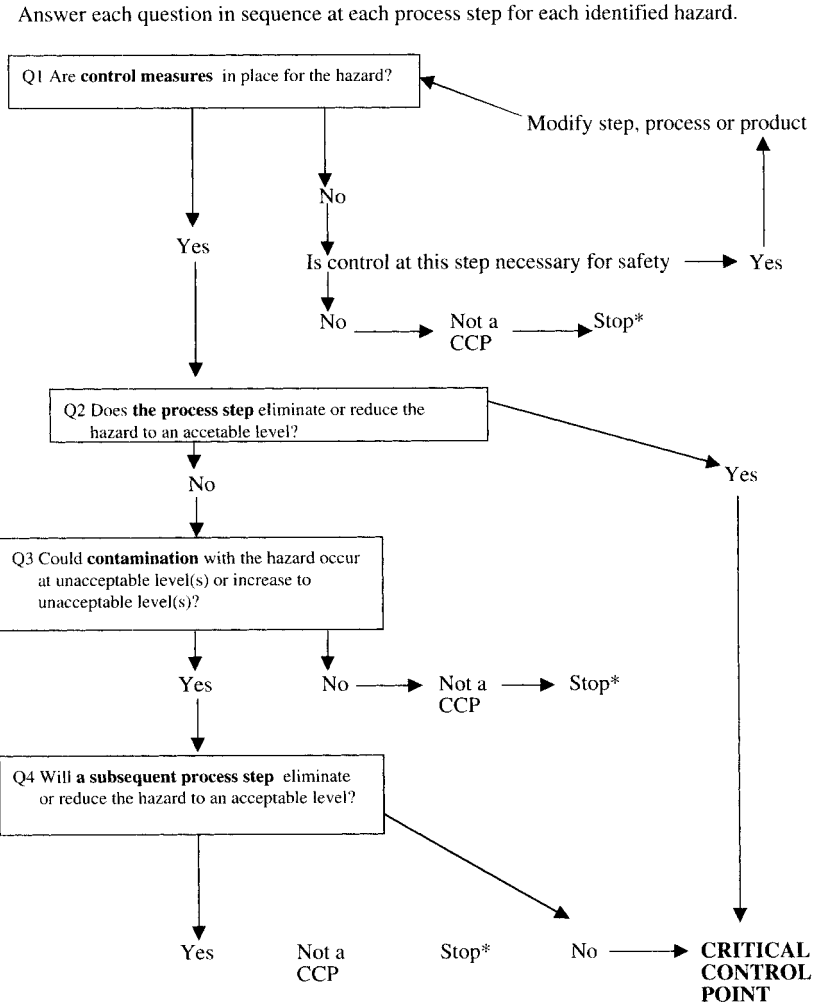 Answer each question in sequence at each process step for each identified hazard.
Q1 Are control measures in place for the hazard?
Modify step, process or product
No
Yes
Is control at this step necessary for safety
Yes
No
Not a
CCP
Stop*
Q2 Does the process step eliminate or reduce the
hazard to an accetable level?
Yes
No
Q3 Could contamination with the hazard occur
at unacceptable level(s) or increase to
unacceptable level(s)?
Yes
No
Not a
CCP
Stop*
Q4 Will a subsequent process step eliminate
or reduce the hazard to an acceptable level?
Yes
Not a
CCP
Stop*
No
CRITICAL
CONTROL
POINT